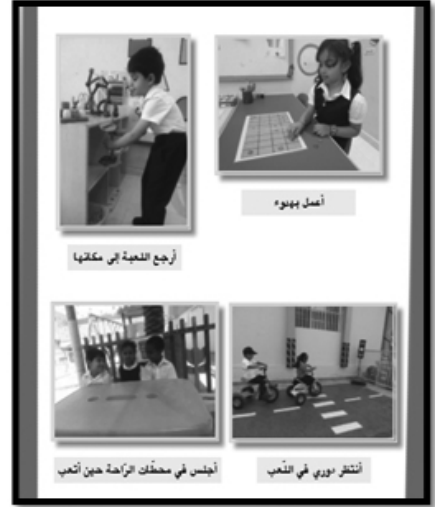 أعمل بهدوء
أرجع اللعبة إلى مكانها
أنتظر دوري في اللّعب
أجلس في محطّات الرّاحة حين أتعب